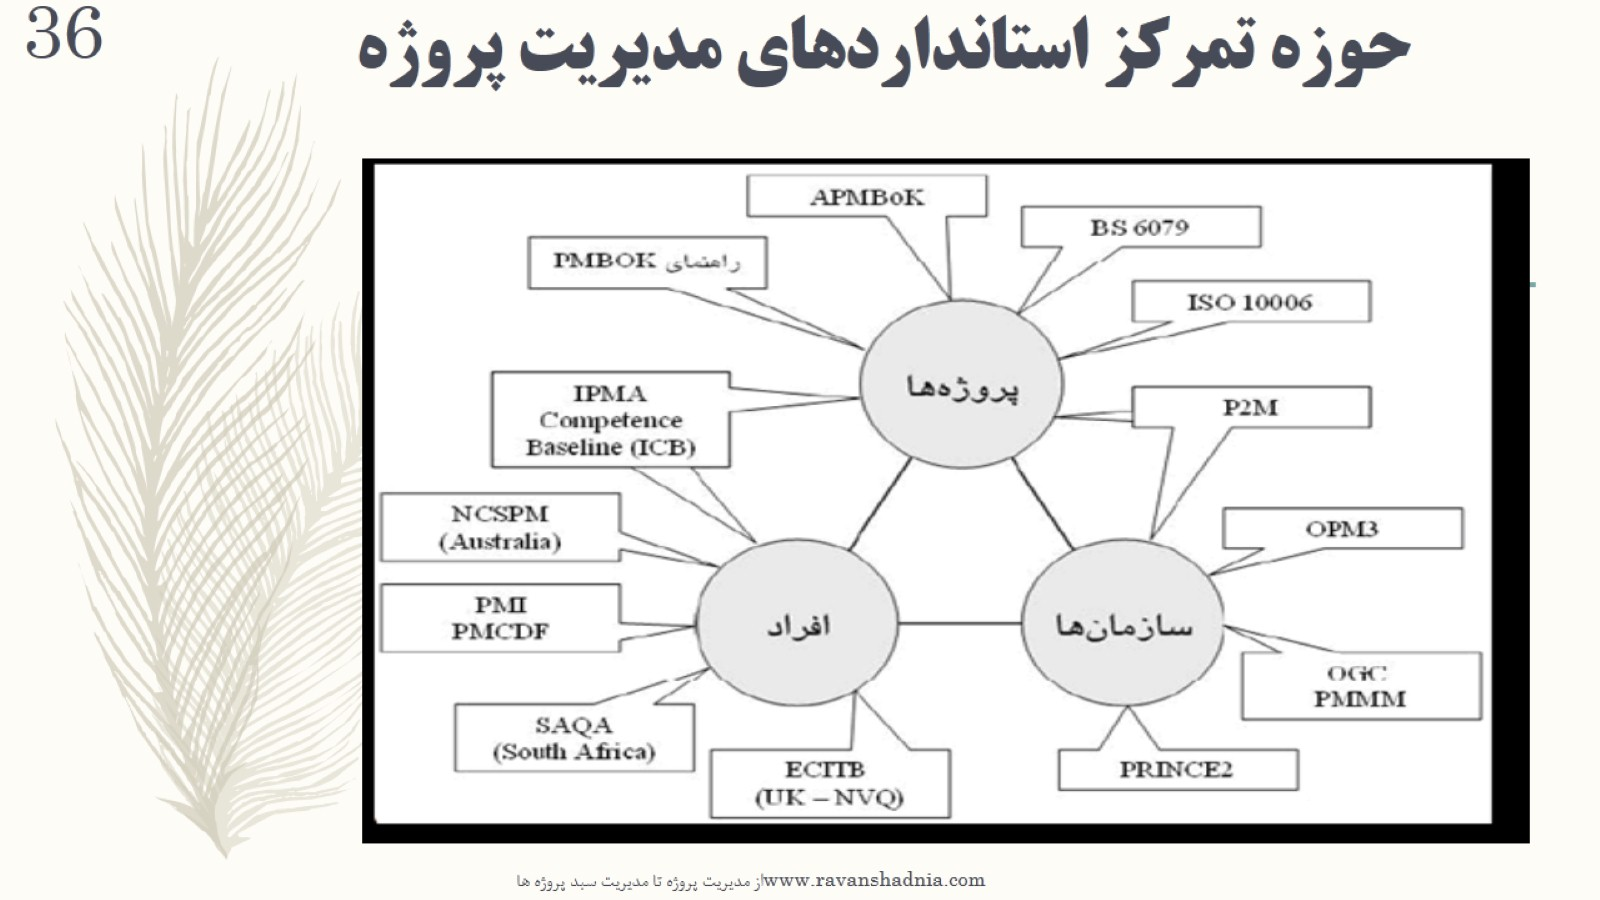 36
حوزه تمرکز استانداردهای مدیریت پروژه
APMBoK
BS 6079
راهنمای PMBOK
ISO 10006
پروژه‌ها
IPMA
Competence
Baseline (ICB)
P2M
NCSPM
(Australia)
OPM3
PMI
PMCDF
افراد
سازمان‌ها
OGC
PMMM
SAQA
(South Africa)
ECITB
(UK – NVQ)
PRINCE2
www.ravanshadnia.comاز مدیریت پروژه تا مدیریت سبد پروژه ها